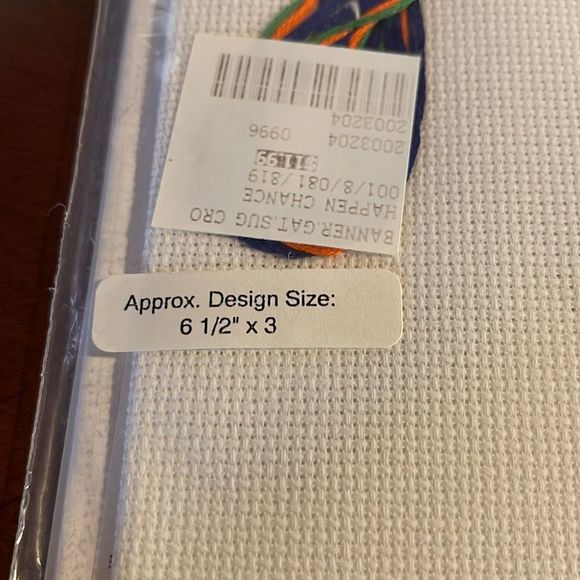 BANNER.GAT.SUG CRO
HAPPEN CHANCE
001/8/081/819
$11.99
2003204 0996
2003204
Approx. Design Size:
6 1/2" x 3